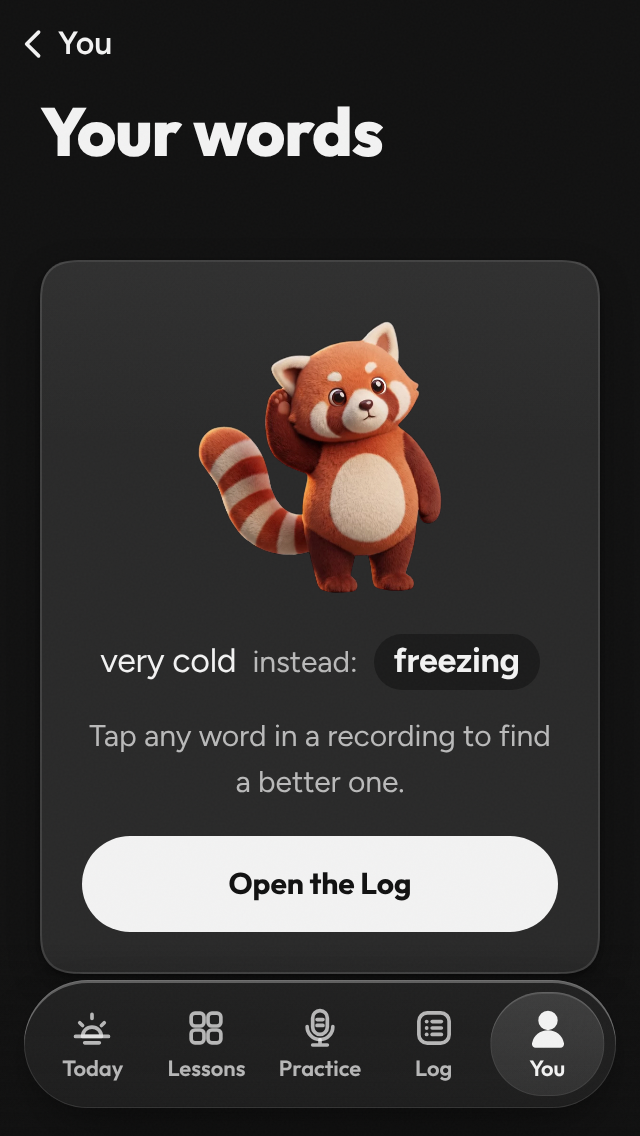 You
Your words
very cold instead: freezing
Tap any word in a recording to find
a better one.
Open the Log
Today Lessons Practice Log You